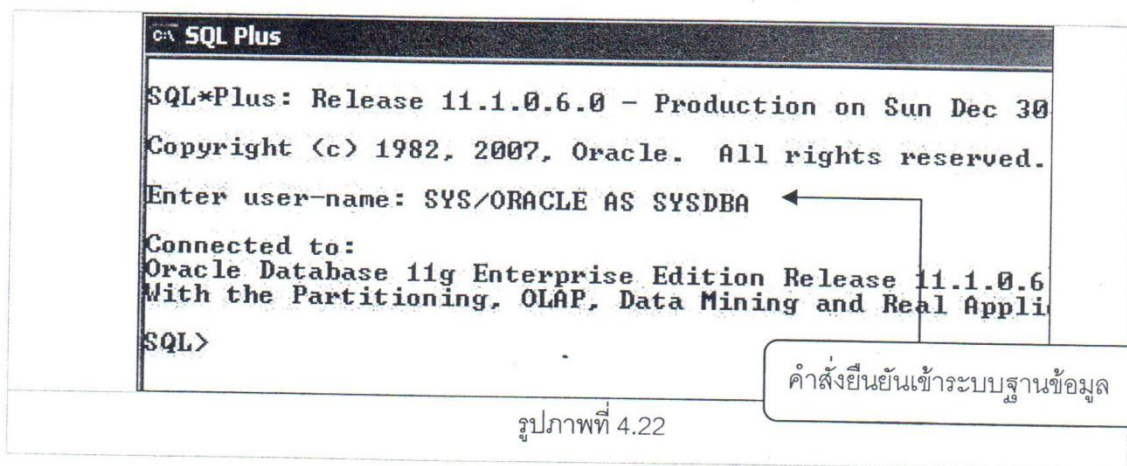 SQL Plus
SQL*Plus: Release 11.1.0.6.0 - Production on Sun Dec 30
Copyright (c) 1982, 2007, Oracle. All rights reserved.
Enter user-name: SYS/ORACLE AS SYSDBA
Connected to:
Oracle Database 11g Enterprise Edition Release 11.1.0.6
With the Partitioning, OLAP, Data Mining and Real Appli
SQL>
คำสั่งยืนยันเข้าระบบฐานข้อมูล
รูปภาพที่ 4.22